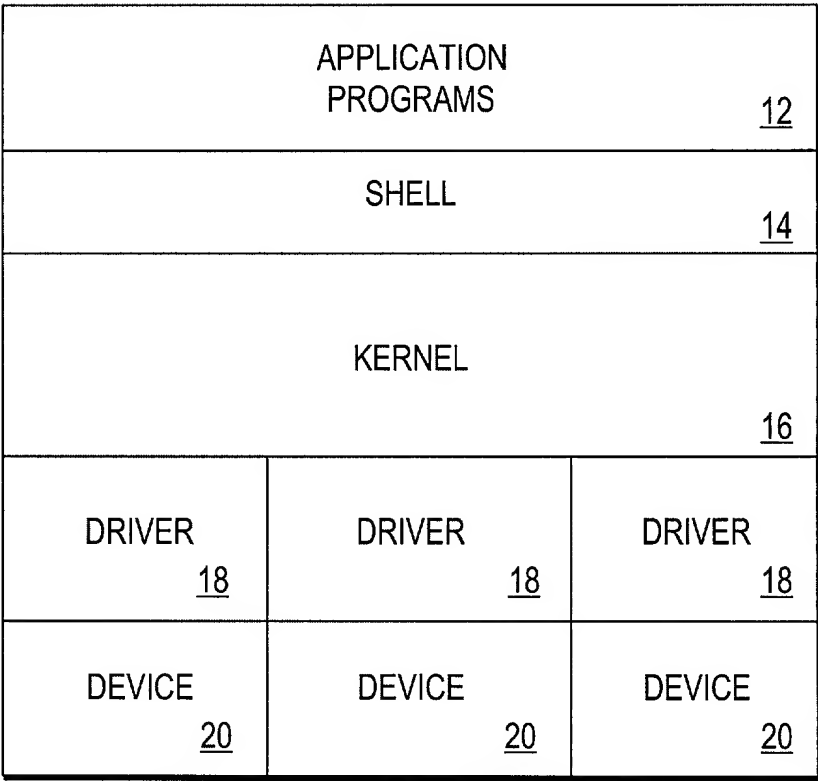 APPLICATION
PROGRAMS
12
SHELL
14
KERNEL
16
DRIVER DRIVER DRIVER
18 18 18
DEVICE DEVICE DEVICE
20 20 20